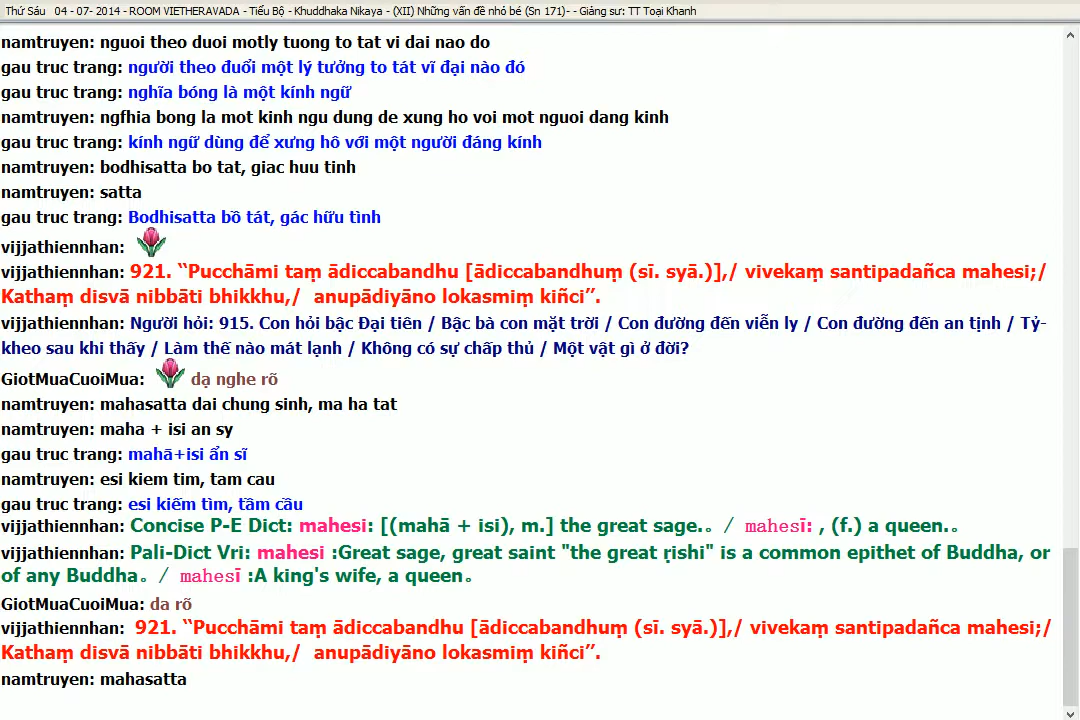 Thứ Sáu 04 - 07- 2014 - ROOM VIETHERAVADA - Tiểu Bộ - Khuddhaka Nikaya - (XII) Những vấn đề nhỏ bé (Sn 171)- - Giảng sư: TT Toại Khanh
namtruyen: nguoi theo duoi motly tuong to tat vi dai nao do
gau truc trang: người theo đuổi một lý tưởng to tát vĩ đại nào đó
gau truc trang: nghĩa bóng là một kính ngữ
namtruyen: ngfhia bong la mot kinh ngu dung de xung ho voi mot nguoi dang kinh
gau truc trang: kính ngữ dùng để xưng hô với một người đáng kính
namtruyen: bodhisatta bo tat, giac huu tinh
namtruyen: satta
gau truc trang: Bodhisatta bồ tát, gác hữu tình
vijjathiennhan:
vijjathiennhan: 921. “Pucchāmi taṃ ādiccabandhu [ādiccabandhuṃ (sī. syā.)],/ vivekaṃ santipadañca mahesi;/
Kathaṃ disvā nibbāti bhikkhu,/ anupādiyāno lokasmiṃ kiñci”.
vijjathiennhan: Người hỏi: 915. Con hỏi bậc Đại tiên / Bậc bà con mặt trời / Con đường đến viễn ly / Con đường đến an tịnh / Tỷ-
kheo sau khi thấy / Làm thế nào mát lạnh / Không có sự chấp thủ / Một vật gì ở đời?
GiotMuaCuoiMua: dạ nghe rõ
namtruyen: mahasatta dai chung sinh, ma ha tat
namtruyen: maha + isi an sy
gau truc trang: mahā+isi ẩn sĩ
namtruyen: esi kiem tim, tam cau
gau truc trang: esi kiếm tìm, tầm cầu
vijjathiennhan: Concise P-E Dict: mahesi: [(mahā + isi), m.] the great sage.。/ mahesī: , (f.) a queen.。
vijjathiennhan: Pali-Dict Vri: mahesi :Great sage, great saint "the great ṛishi" is a common epithet of Buddha, or
of any Buddha。/ mahesī :A king's wife, a queen。
GiotMuaCuoiMua: da rõ
vijjathiennhan: 921. “Pucchāmi taṃ ādiccabandhu [ādiccabandhuṃ (sī. syā.)],/ vivekaṃ santipadañca mahesi;/
Kathaṃ disvā nibbāti bhikkhu,/ anupādiyāno lokasmiṃ kiñci”.
namtruyen: mahasatta